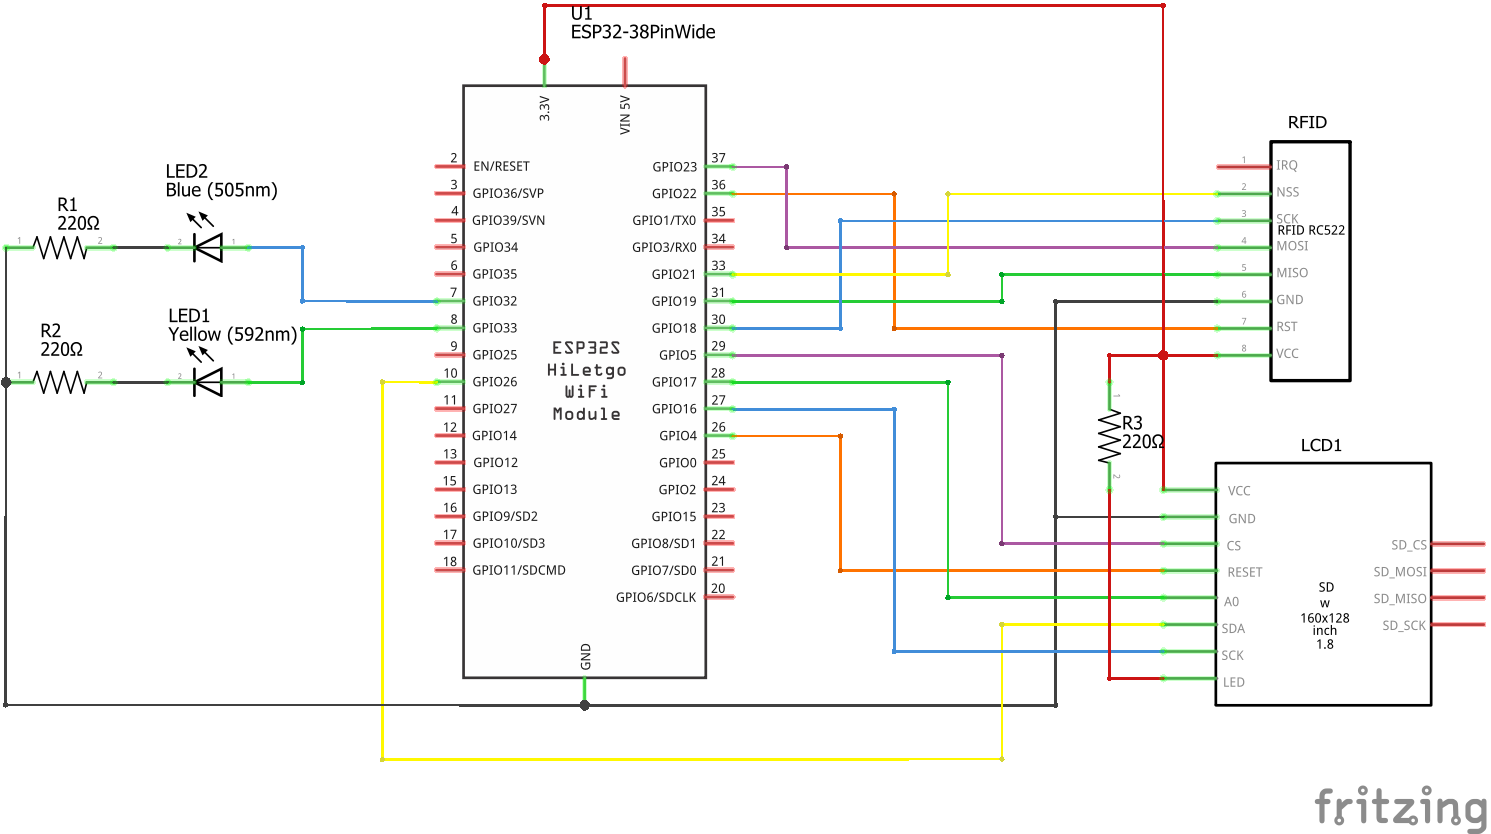 U1
ESP32-38PinWide
3.3V
VIN 5V
2
EN/RESET
3
GPIO36/SVP
4
GPIO39/SVN
5
GPIO34
6
GPIO35
7
GPIO32
8
GPIO33
9
GPIO25
10
GPIO26
11
GPIO27
12
GPIO14
13
GPIO12
15
GPIO13
16
GPIO9/SD2
17
GPIO10/SD3
18
GPIO11/SDCMD
ESP32S
HiLetgo
WiFi
Module
GPIO23
37
GPIO22
36
GPIO1/TX0
35
GPIO3/RX0
34
GPIO21
33
GPIO19
31
GPIO18
30
GPIO5
29
GPIO17
28
GPIO16
27
GPIO4
26
GPIO0
25
GPIO2
24
GPIO15
23
GPIO8/SD1
22
GPIO7/SD0
21
GPIO6/SDCLK
20
GND
LED2
Blue (505nm)
R1
220Ω
1
2
2
1
LED1
Yellow (592nm)
R2
220Ω
1
2
2
1
RFID
1
IRQ
2
NSS
3
SCK
RFID RC522
4
MOSI
5
MISO
6
GND
7
RST
8
VCC
1
R3
220Ω
2
LCD1
VCC
GND
CS
RESET
A0
SDA
SCK
LED
SD
w
160x128
inch
1.8
SD_CS
SD_MOSI
SD_MISO
SD_SCK
fritzing